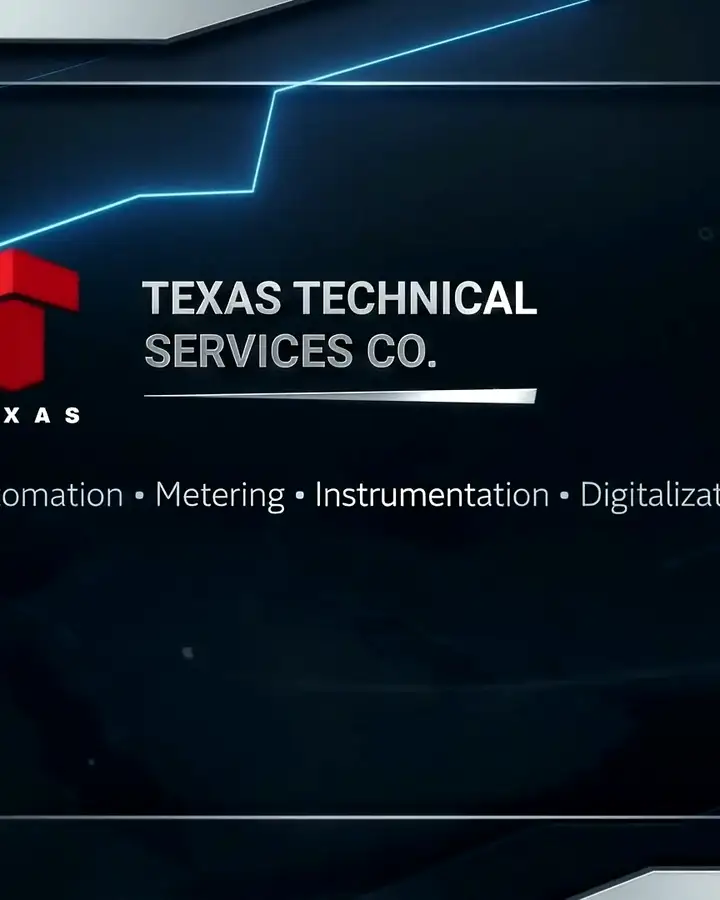 TEXAS TECHNICAL
SERVICES CO.
XAS
omation • Metering • Instrumentation • Digitalizat